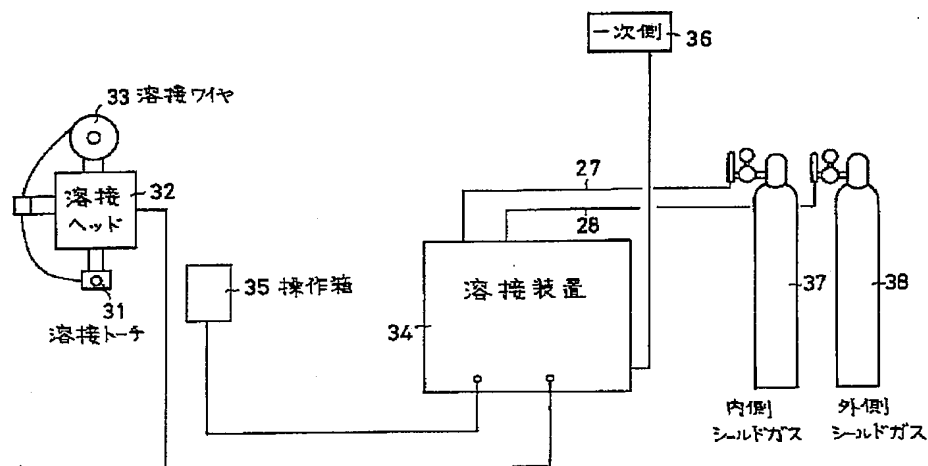 一次側
36
33 溶接ワイヤ
溶接
ヘッド
32
27
28
35 操作箱
溶接装置
34
31
溶接トーチ
37
38
内側
シールドガス
外側
シールドガス